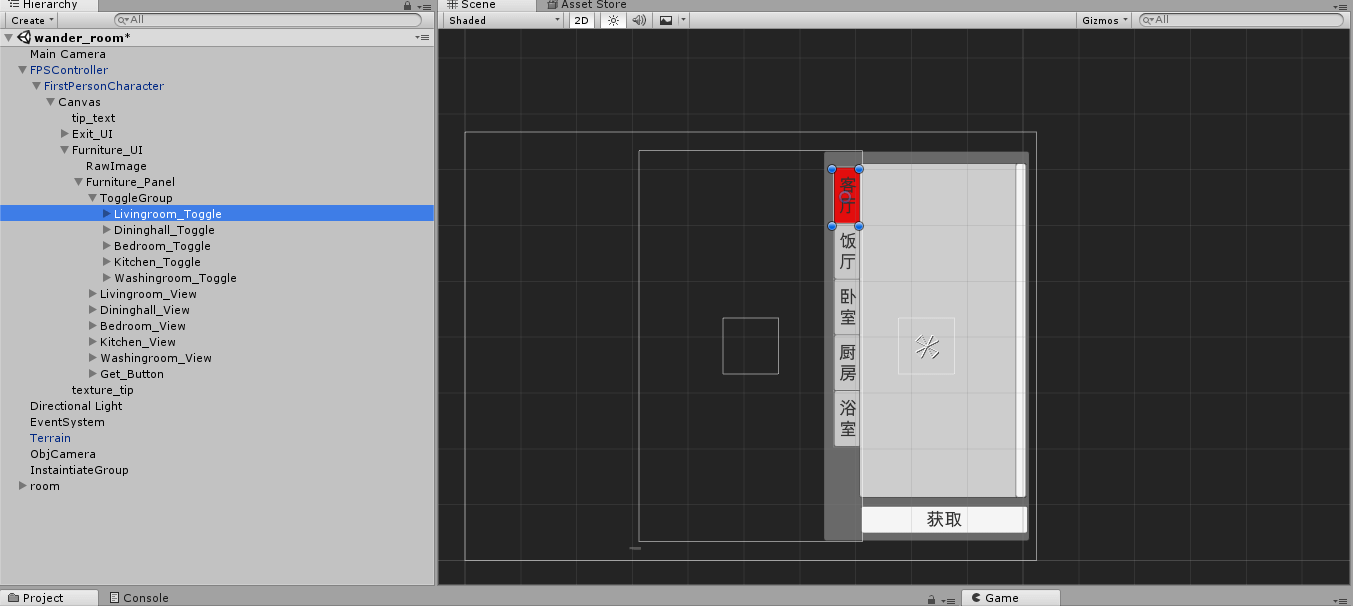 Hierarchy
Create
All
wander_room*
Main Camera
FPSController
FirstPersonCharacter
Canvas
tip_text
Exit_UI
Furniture_UI
RawImage
Furniture_Panel
ToggleGroup
Livingroom_Toggle
Dininghall_Toggle
Bedroom_Toggle
Kitchen_Toggle
Washingroom_Toggle
Livingroom_View
Dininghall_View
Bedroom_View
Kitchen_View
Washingroom_View
Get_Button
texture_tip
Directional Light
EventSystem
Terrain
ObjCamera
InstaintiateGroup
room
Scene
Asset Store
Shaded
2D
Gizmos
All
客
厅
饭
厅
卧
室
厨
房
浴
室
获取
Project
Console
Game